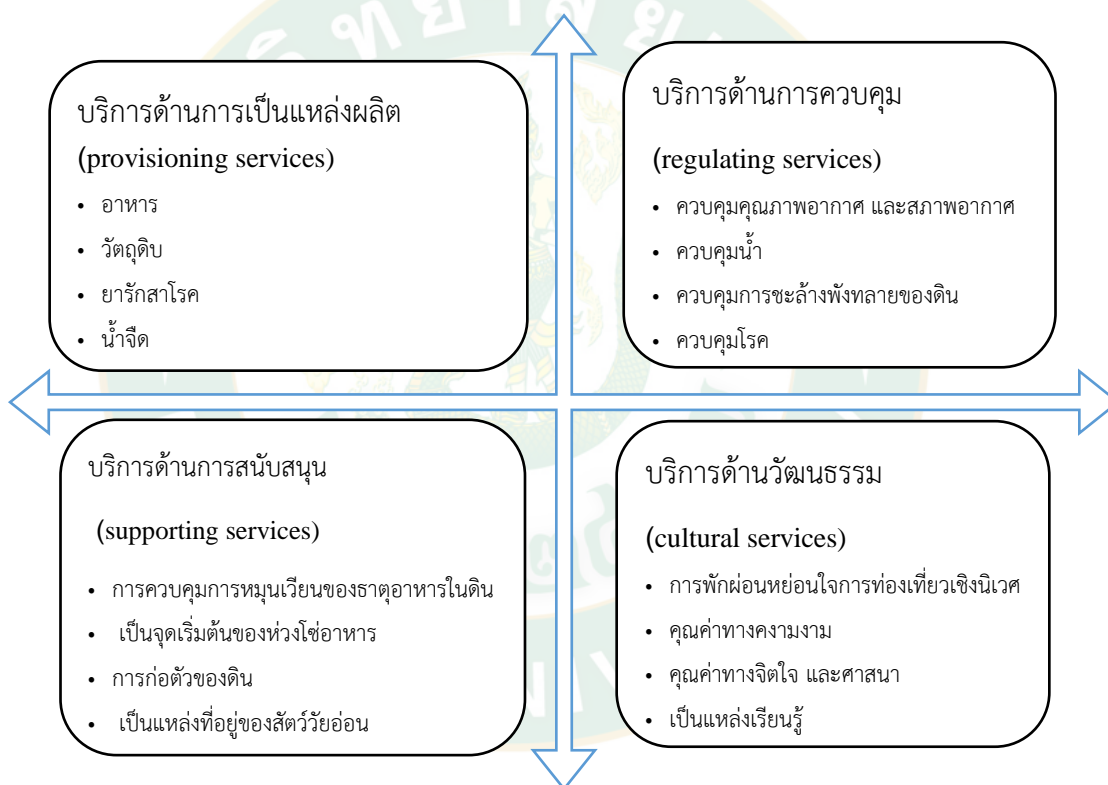 บริการด้านการเป็นแหล่งผลิต
(provisioning services)
• อาหาร
• วัตถุดิบ
• ยารักสาโรค
• น้ำจืด
บริการด้านการควบคุม
(regulating services)
• ควบคุมคุณภาพอากาศ และสภาพอากาศ
• ควบคุมน้ำ
• ควบคุมการชะล้างพังทลายของดิน
• ควบคุมโรค
บริการด้านการสนับสนุน
(supporting services)
• การควบคุมการหมุนเวียนของธาตุอาหารในดิน
• เป็นจุดเริ่มต้นของห่วงโซ่อาหาร
• การก่อตัวของดิน
• เป็นแหล่งที่อยู่ของสัตว์วัยอ่อน
บริการด้านวัฒนธรรม
(cultural services)
• การพักผ่อนหย่อนใจการท่องเที่ยวเชิงนิเวศ
• คุณค่าทางคงามงาม
• คุณค่าทางจิตใจ และศาสนา
• เป็นแหล่งเรียนรู้